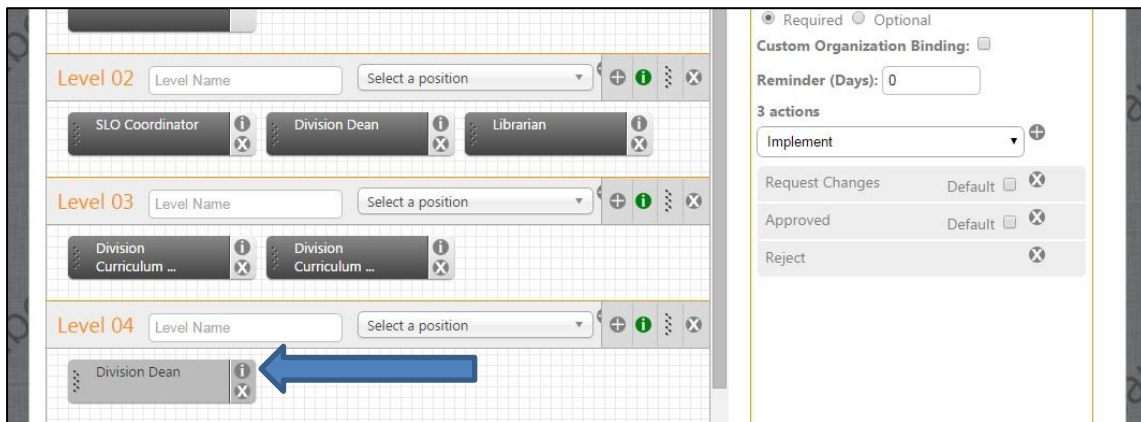 Level 02 Level Name Select a position
SLO Coordinator Division Dean Librarian
Level 03 Level Name Select a position
Division Curriculum ... Division Curriculum ...
Level 04 Level Name Select a position
Division Dean
Required Optional
Custom Organization Binding:
Reminder (Days): 0
3 actions
Implement
Request Changes Default
Approved Default
Reject